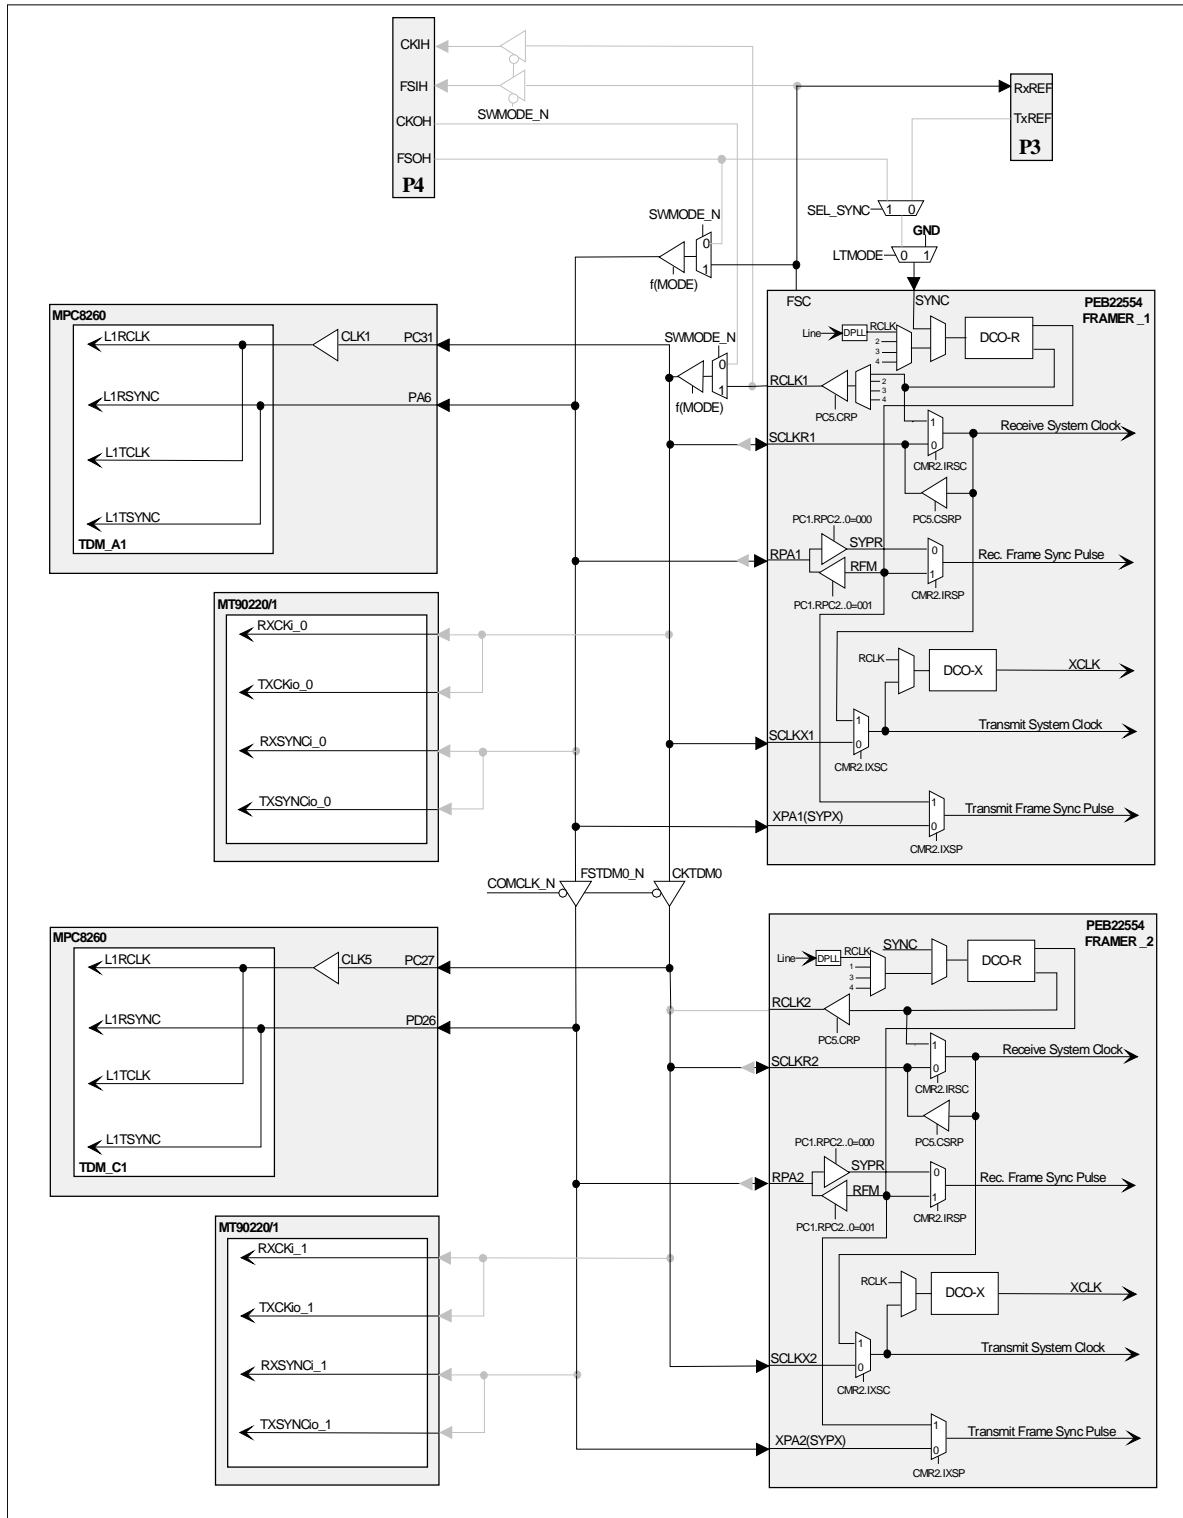 CKIH
FSIH
SWMODE_N
CKOH
FSOH
P4
RxREF
TxREF
P3
SEL_SYNC
1 0
GND
LTMODE
0 1
SWMODE_N
0
1
f(MODE)
FSC
SYNC
PEB22554
FRAMER_1
MPC8260
L1RCLK
CLK1
PC31
L1RSYNC
PA6
L1TCLK
L1TSYNC
TDM_A1
SWMODE_N
0
1
f(MODE)
Line
DPLL
RCLK
2
3
4
DCO-R
RCLK1
2
3
4
PC5.CRP
SCLKR1
1
0
Receive System Clock
CMR2.IRSC
PC5.CSRP
PC1.RPC2..0=000
RPA1
SYPR
RFM
0
1
Rec. Frame Sync Pulse
CMR2.IRSP
PC1.RPC2..0=001
MT90220/1
RXCKi_0
TXCKio_0
RXSYNCi_0
TXSYNCio_0
RCLK
DCO-X
XCLK
SCLKX1
1
0
Transmit System Clock
CMR2.IXSC
XPA1(SYPX)
1
0
Transmit Frame Sync Pulse
CMR2.IXSP
COMCLK_N
FSTDM0_N
CKTDM0
MPC8260
L1RCLK
CLK5
PC27
L1RSYNC
PD26
L1TCLK
L1TSYNC
TDM_C1
PEB22554
FRAMER_2
Line
DPLL
RCLK
SYNC
1
3
4
DCO-R
RCLK2
PC5.CRP
SCLKR2
1
0
Receive System Clock
CMR2.IRSC
PC5.CSRP
PC1.RPC2..0=000
RPA2
SYPR
RFM
0
1
Rec. Frame Sync Pulse
CMR2.IRSP
PC1.RPC2..0=001
MT90220/1
RXCKi_1
TXCKio_1
RXSYNCi_1
TXSYNCio_1
RCLK
DCO-X
XCLK
SCLKX2
1
0
Transmit System Clock
CMR2.IXSC
XPA2(SYPX)
1
0
Transmit Frame Sync Pulse
CMR2.IXSP